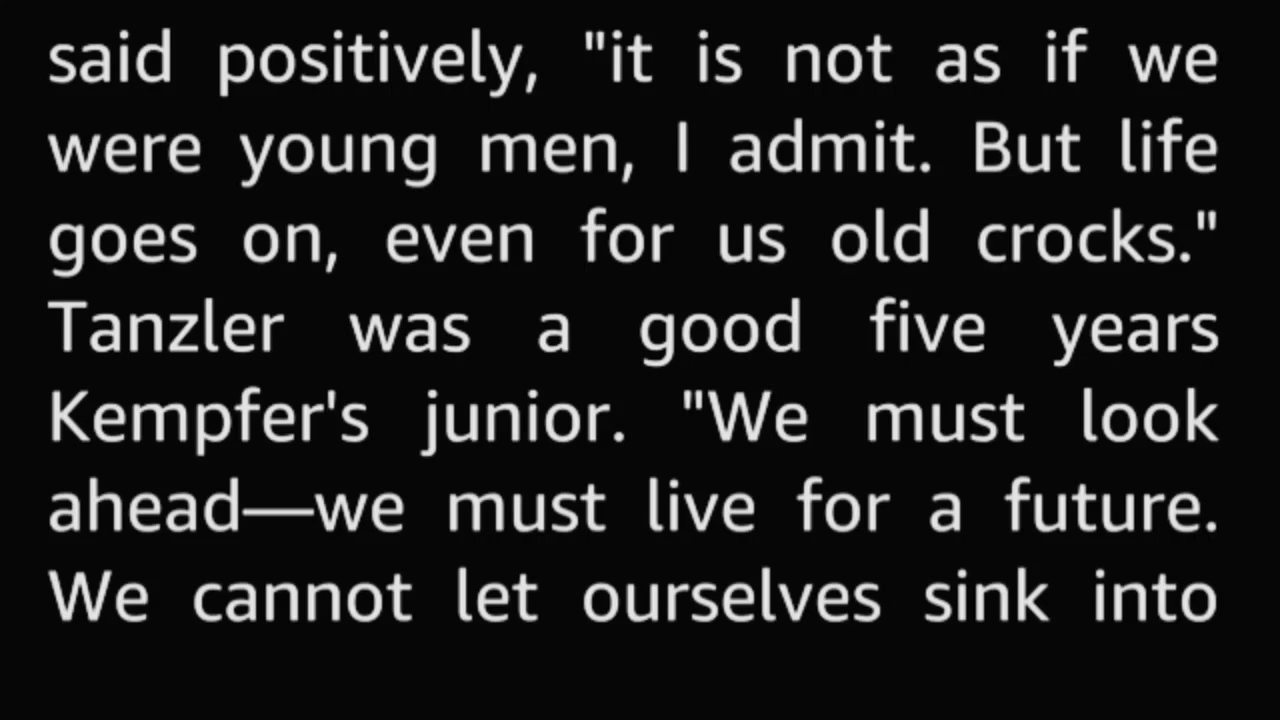 said positively, "it is not as if we
were young men, I admit. But life
goes on, even for us old crocks."
Tanzler was a good five years
Kempfer's junior. "We must look
ahead—we must live for a future.
We cannot let ourselves sink into